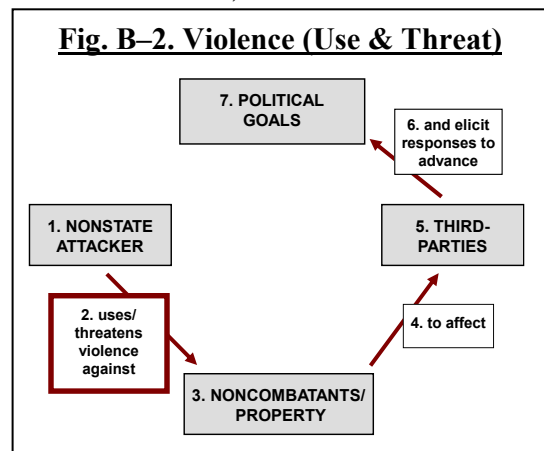 Fig. B–2. Violence (Use & Threat)
7. POLITICAL
GOALS
6. and elicit
responses to
advance
1. NONSTATE
ATTACKER
5. THIRD-
PARTIES
2. uses/
threatens
violence
against
4. to affect
3. NONCOMBATANTS/
PROPERTY